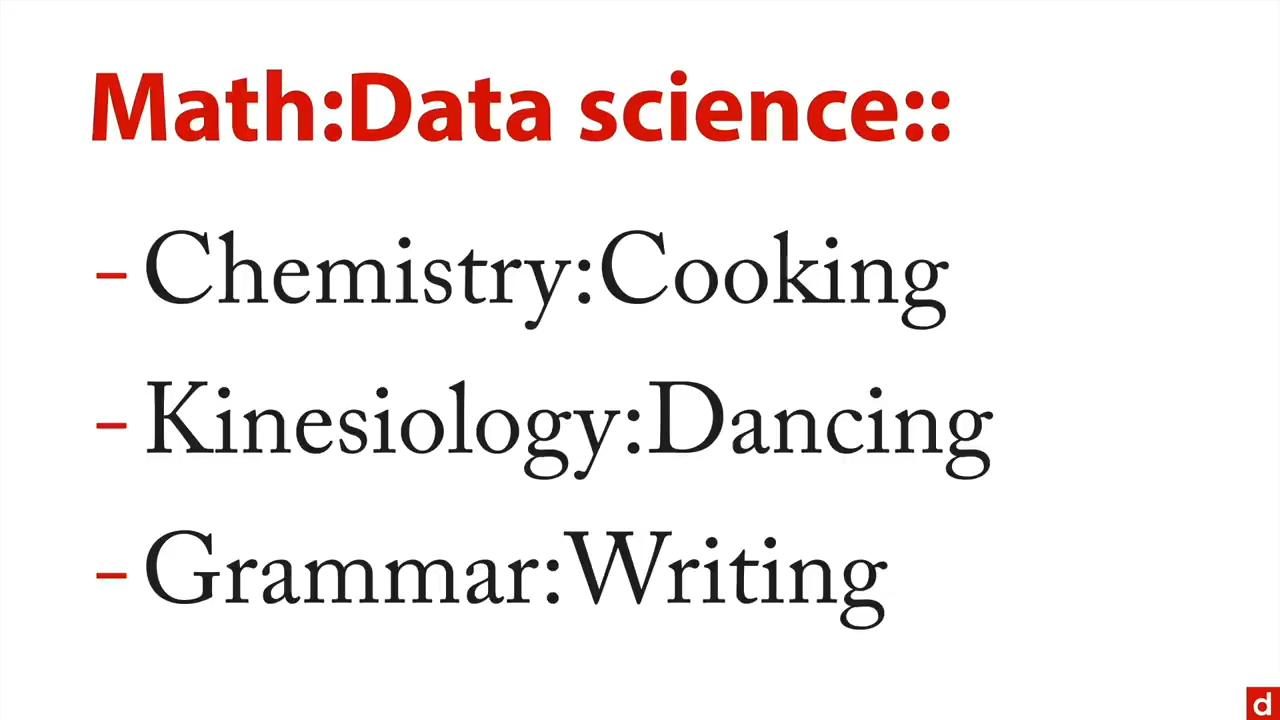 Math:Data science::
– Chemistry:Cooking
– Kinesiology:Dancing
– Grammar:Writing
d